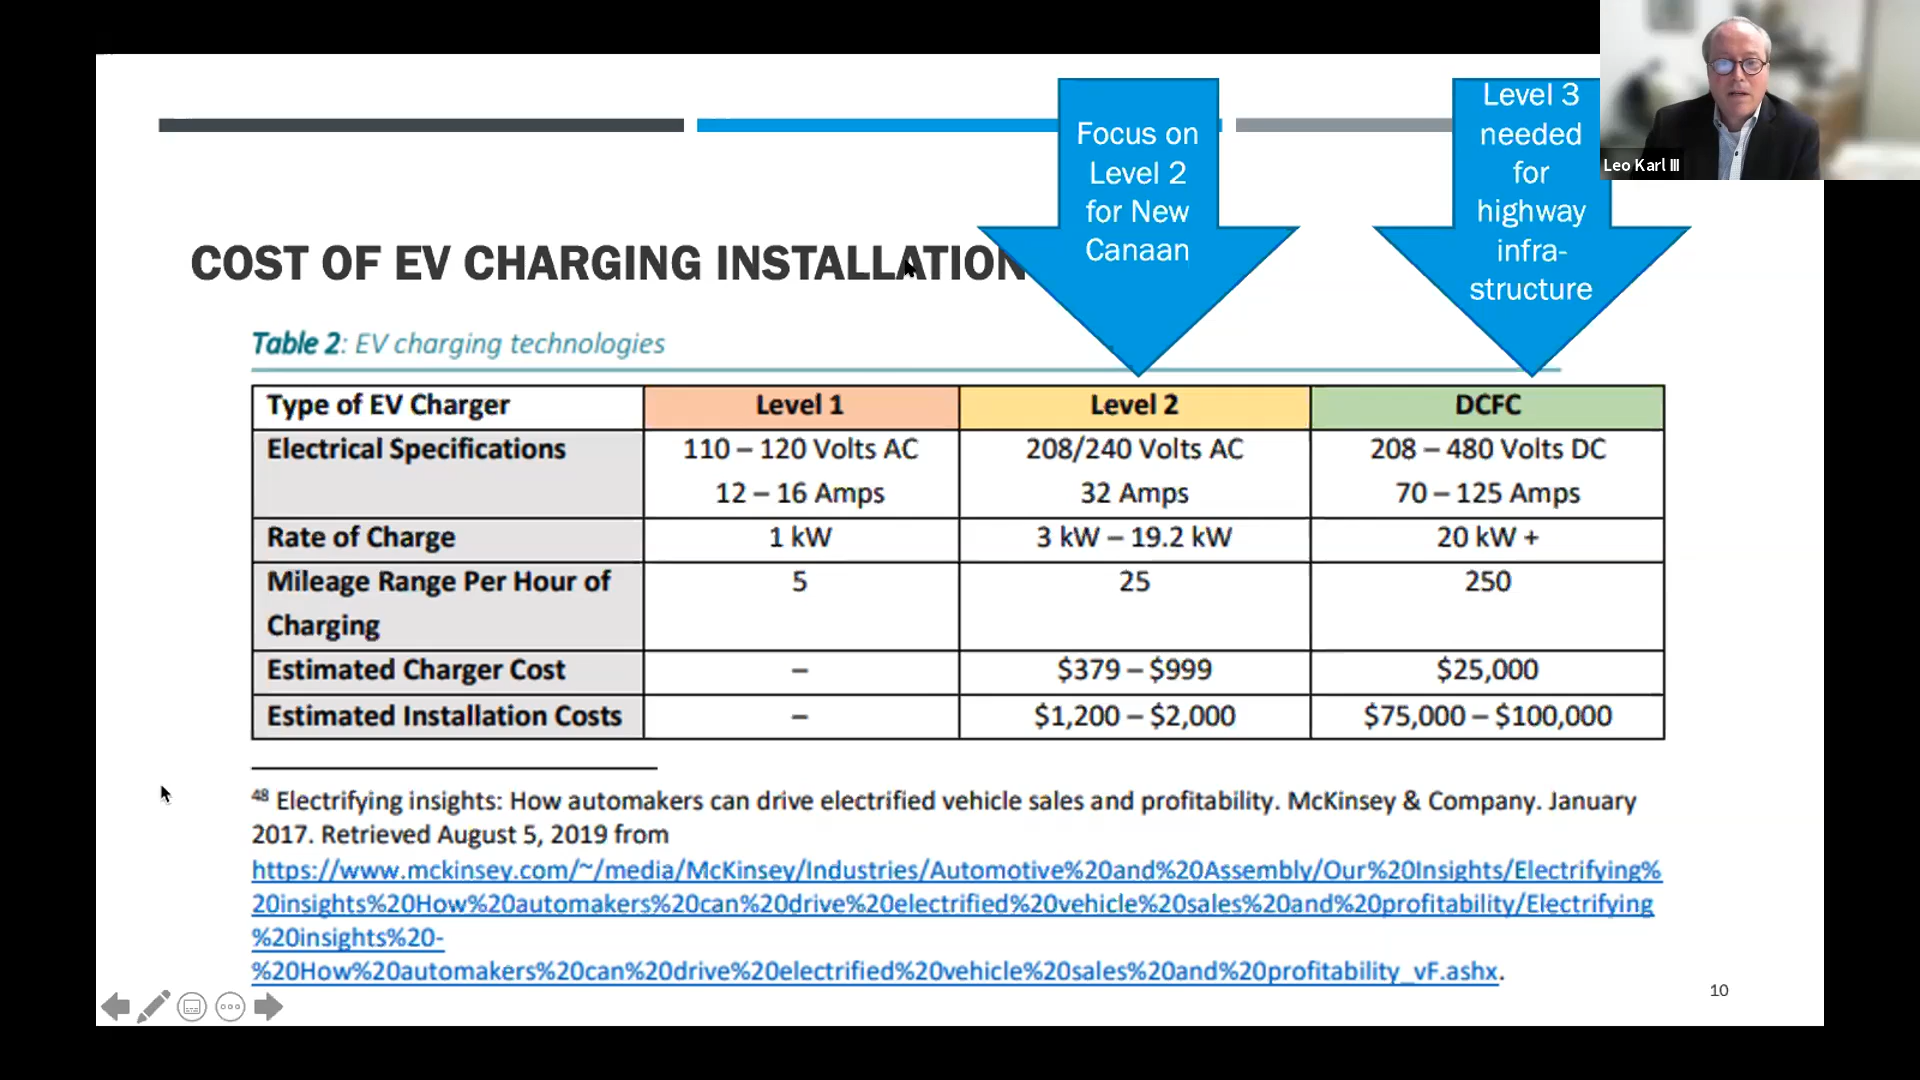 Focus on
Level 2
for New
Canaan
Level 3
needed
for
highway
infra-
structure
Leo Karl III
COST OF EV CHARGING INSTALLATION
Table 2: EV charging technologies
Type of EV Charger Level 1 Level 2 DCFC
Electrical Specifications 110 – 120 Volts AC 208/240 Volts AC 208 – 480 Volts DC
12 – 16 Amps 32 Amps 70 – 125 Amps
Rate of Charge 1 kW 3 kW – 19.2 kW 20 kW +
Mileage Range Per Hour of 5 25 250
Charging
Estimated Charger Cost – $379 – $999 $25,000
Estimated Installation Costs – $1,200 – $2,000 $75,000 – $100,000
48 Electrifying insights: How automakers can drive electrified vehicle sales and profitability. McKinsey & Company. January
2017. Retrieved August 5, 2019 from
https://www.mckinsey.com/~/media/McKinsey/Industries/Automotive%20and%20Assembly/Our%20Insights/Electrifying%
20insights%20How%20automakers%20can%20drive%20electrified%20vehicle%20sales%20and%20profitability/Electrifying
%20insights%20-
%20How%20automakers%20can%20drive%20electrified%20vehicle%20sales%20and%20profitability_vF.ashx.
10